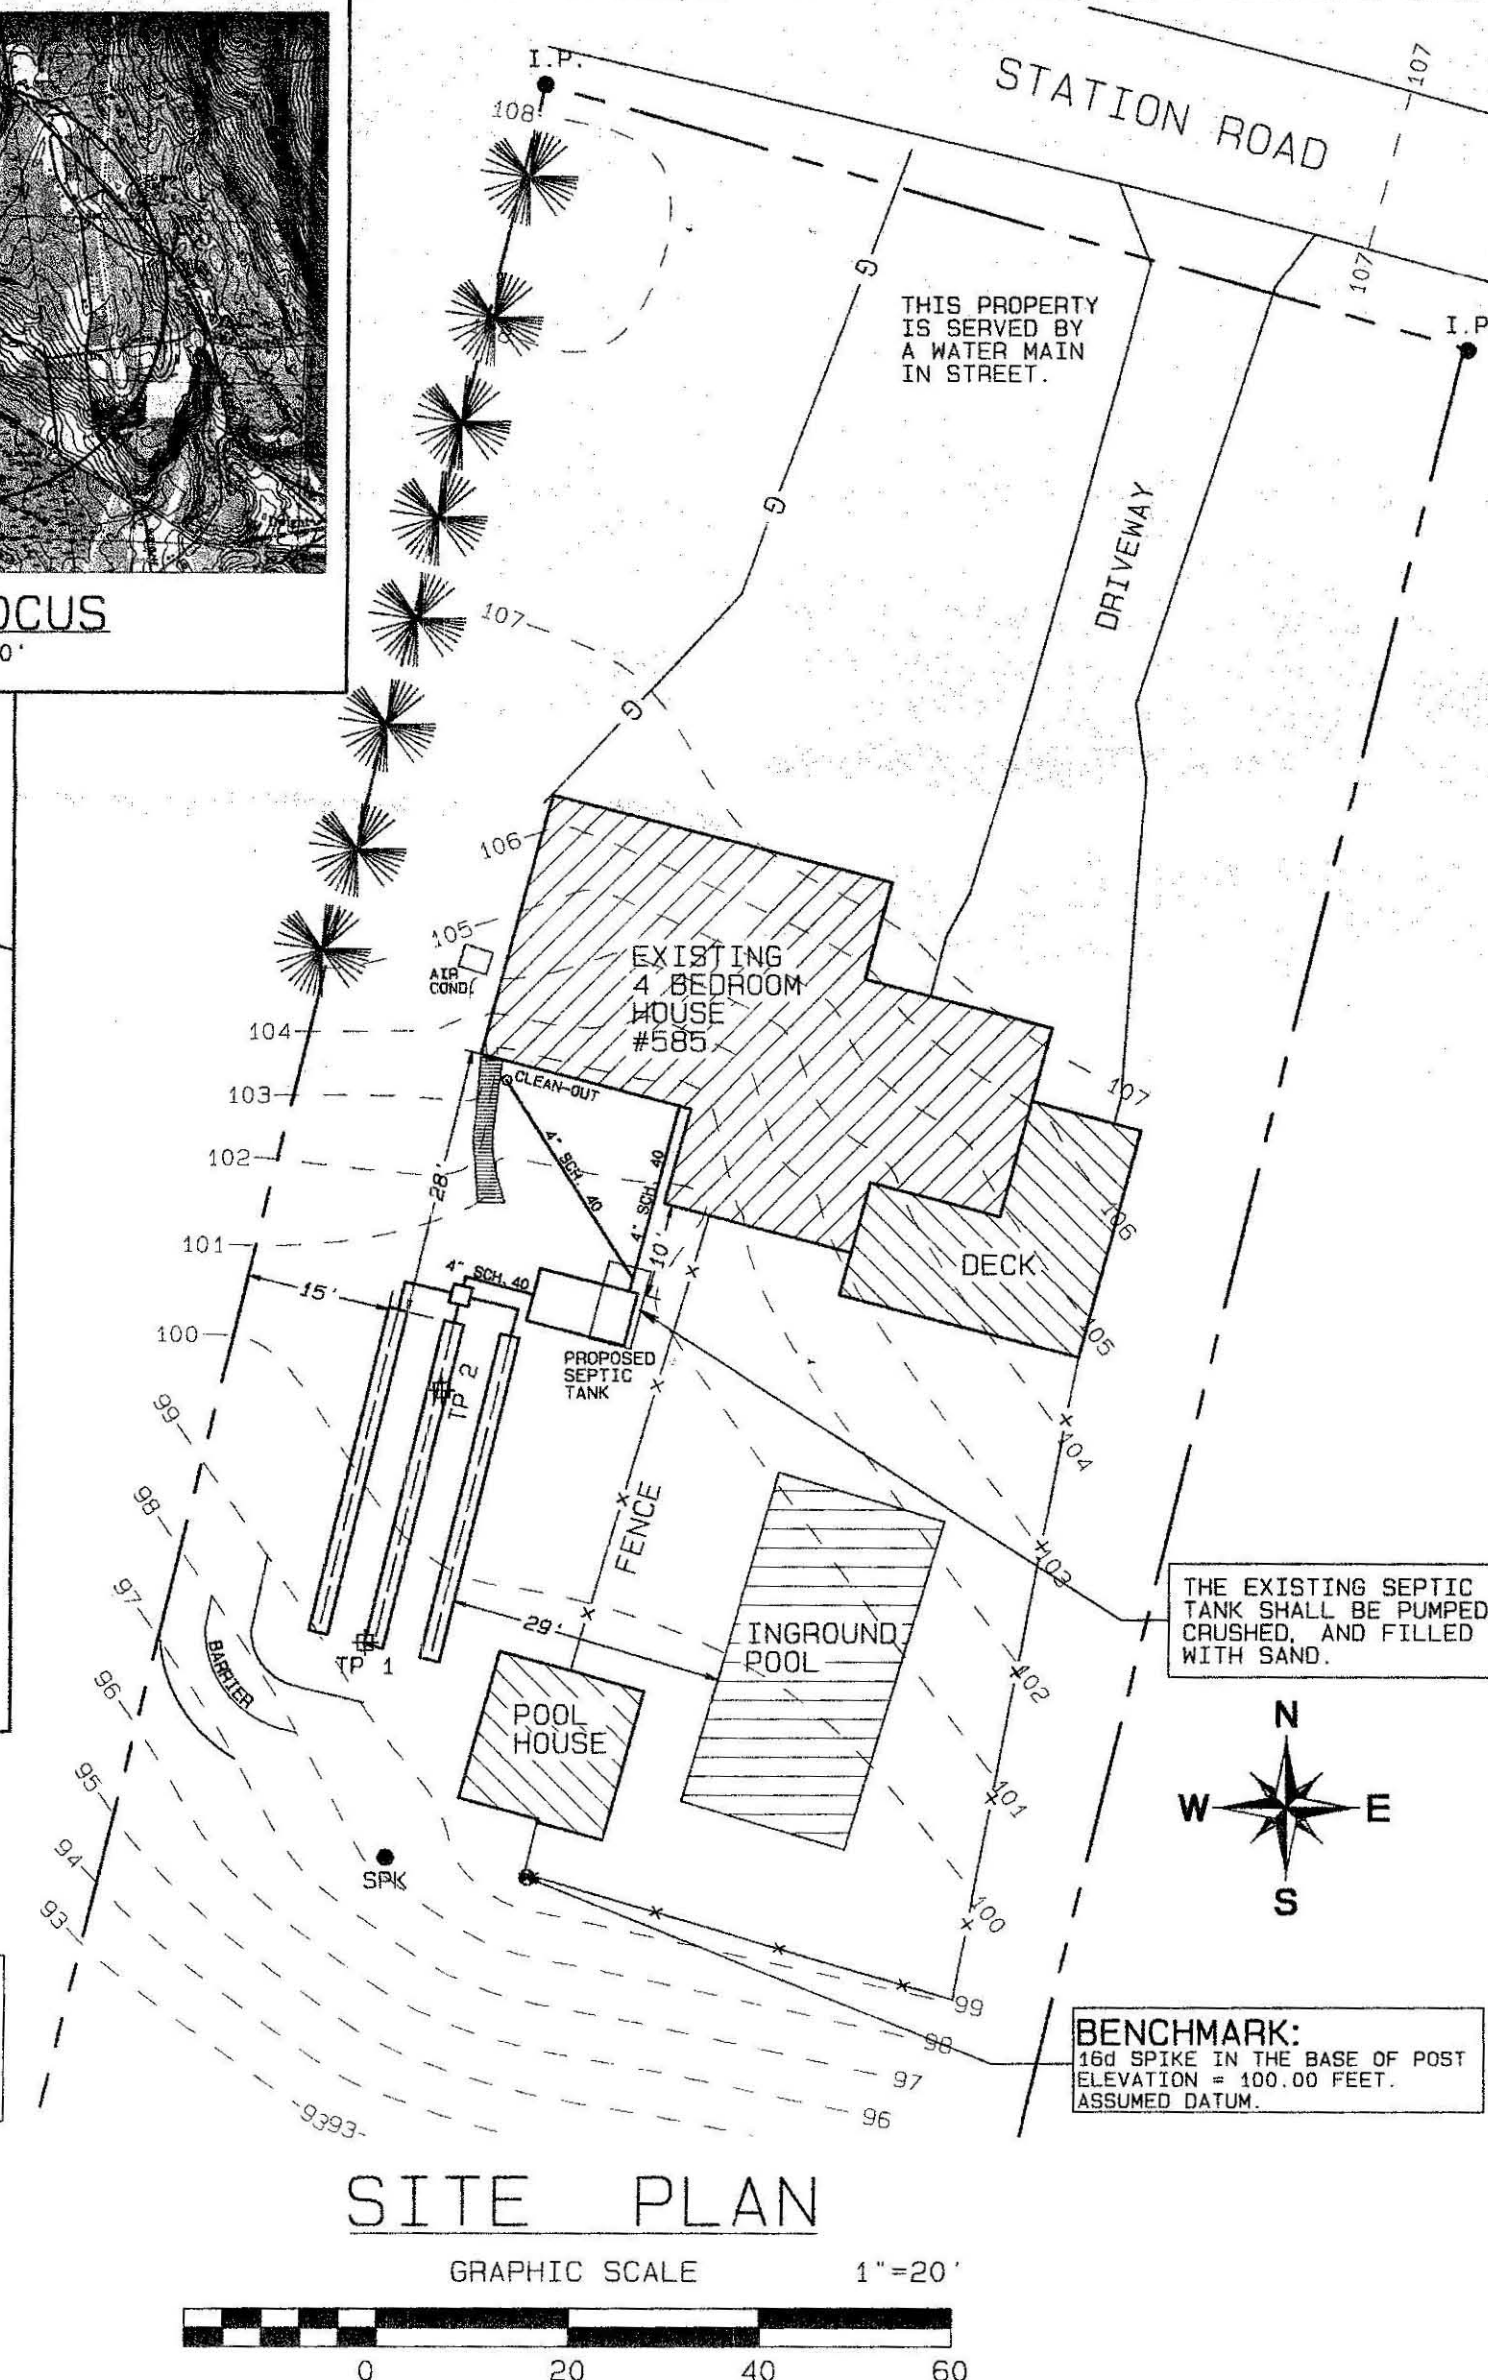 I.P.
108
STATION ROAD
107
107
I.P
THIS PROPERTY
IS SERVED BY
A WATER MAIN
IN STREET.
G
G
G
DRIVEWAY
OCUS
0'
107
106
105
AIR
COND.
EXISTING
4 BEDROOM
HOUSE
#585
104
103
102
101
100
99
98
97
96
95
94
93
CLEAN-OUT
4" SCH. 40
4" SCH. 40
4" SCH. 40
28'
10'
15'
107
106
DECK
105
104
103
102
101
100
99
98
97
96
9393
PROPOSED
SEPTIC
TANK
TP 2
TP 1
FENCE
29'
INGROUND
POOL
POOL
HOUSE
BARRIER
SPK
THE EXISTING SEPTIC
TANK SHALL BE PUMPED
CRUSHED, AND FILLED
WITH SAND.
N
W E
S
BENCHMARK:
16d SPIKE IN THE BASE OF POST
ELEVATION = 100.00 FEET.
ASSUMED DATUM.
SITE PLAN
GRAPHIC SCALE 1"=20'
0 20 40 60